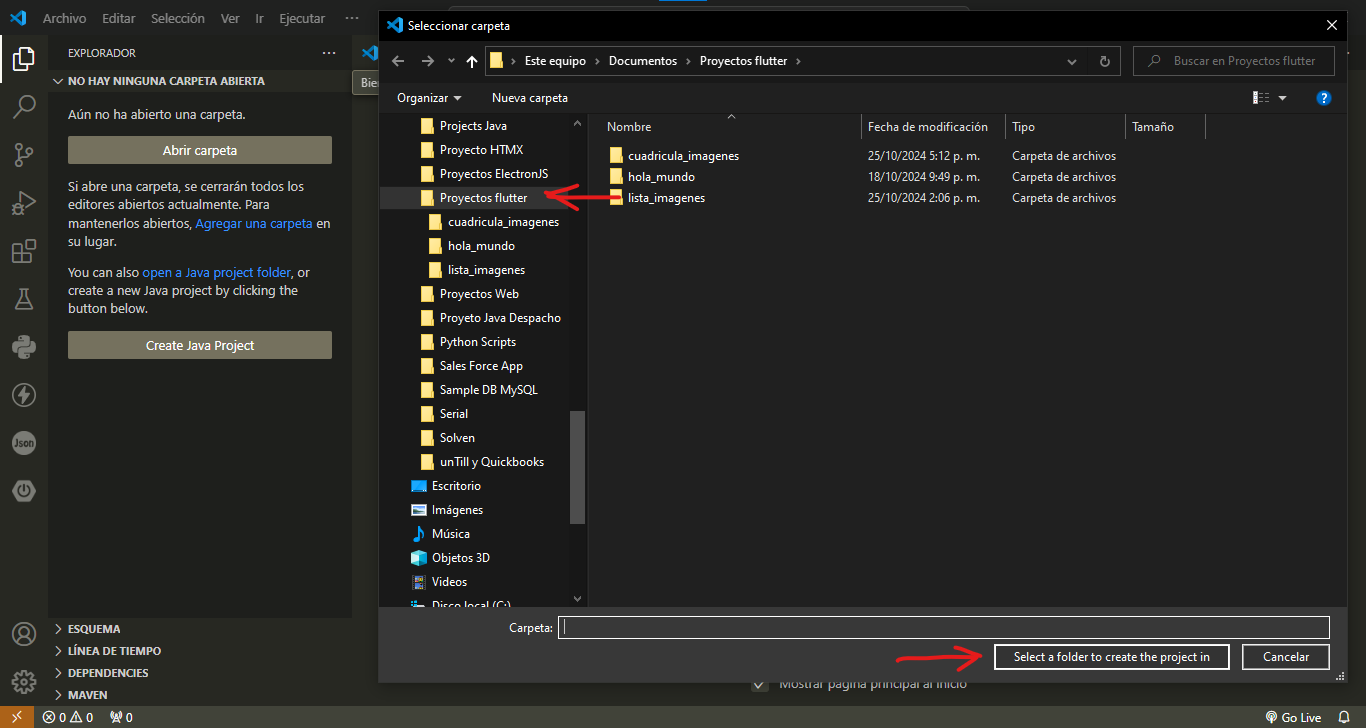 Archivo Editar Selección Ver Ir Ejecutar ···
EXPLORADOR ···
NO HAY NINGUNA CARPETA ABIERTA
Aún no ha abierto una carpeta.
Abrir carpeta
Si abre una carpeta, se cerrarán todos los
editores abiertos actualmente. Para
mantenerlos abiertos, Agregar una carpeta en
su lugar.
You can also open a Java project folder, or
create a new Java project by clicking the
button below.
Create Java Project
Json
ESQUEMA
LÍNEA DE TIEMPO
DEPENDENCIES
MAVEN
Seleccionar carpeta
Este equipo › Documentos › Proyectos flutter ›
Buscar en Proyectos flutter
Organizar Nueva carpeta
Projects Java
Proyecto HTMX
Proyectos ElectronJS
Proyectos flutter
cuadricula_imagenes
hola_mundo
lista_imagenes
Proyectos Web
Proyeto Java Despacho
Python Scripts
Sales Force App
Sample DB MySQL
Serial
Solven
unTill y Quickbooks
Escritorio
Imágenes
Música
Objetos 3D
Videos
Disco local (C:)
Nombre Fecha de modificación Tipo Tamaño
cuadricula_imagenes 25/10/2024 5:12 p. m. Carpeta de archivos
hola_mundo 18/10/2024 9:49 p. m. Carpeta de archivos
lista_imagenes 25/10/2024 2:06 p. m. Carpeta de archivos
Carpeta:
Select a folder to create the project in Cancelar
Mostrar página principal al inicio
0 0 0 Go Live